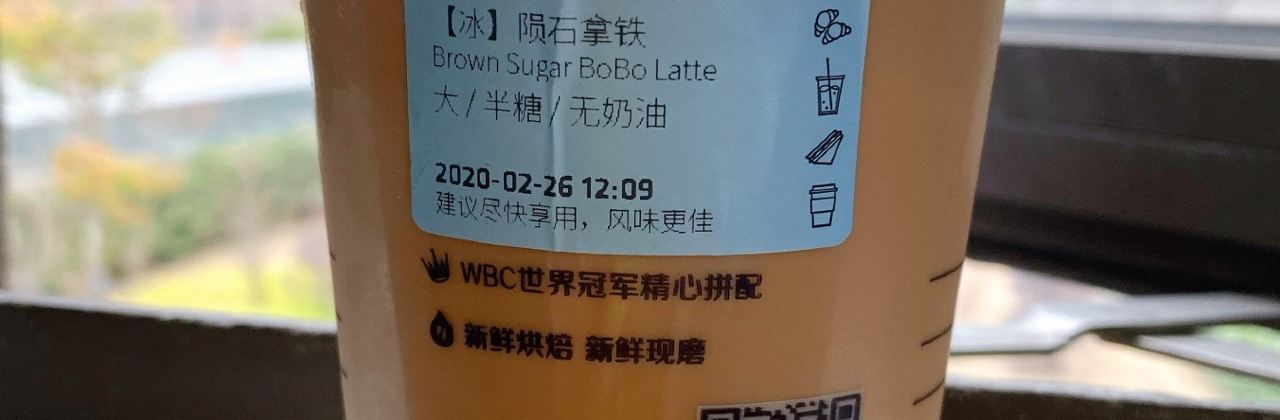 【冰】陨石拿铁
Brown Sugar BoBo Latte
大/半糖/无奶油
2020-02-26 12:09
建议尽快享用，风味更佳
WBC世界冠军精心拼配
新鲜烘焙 新鲜现磨